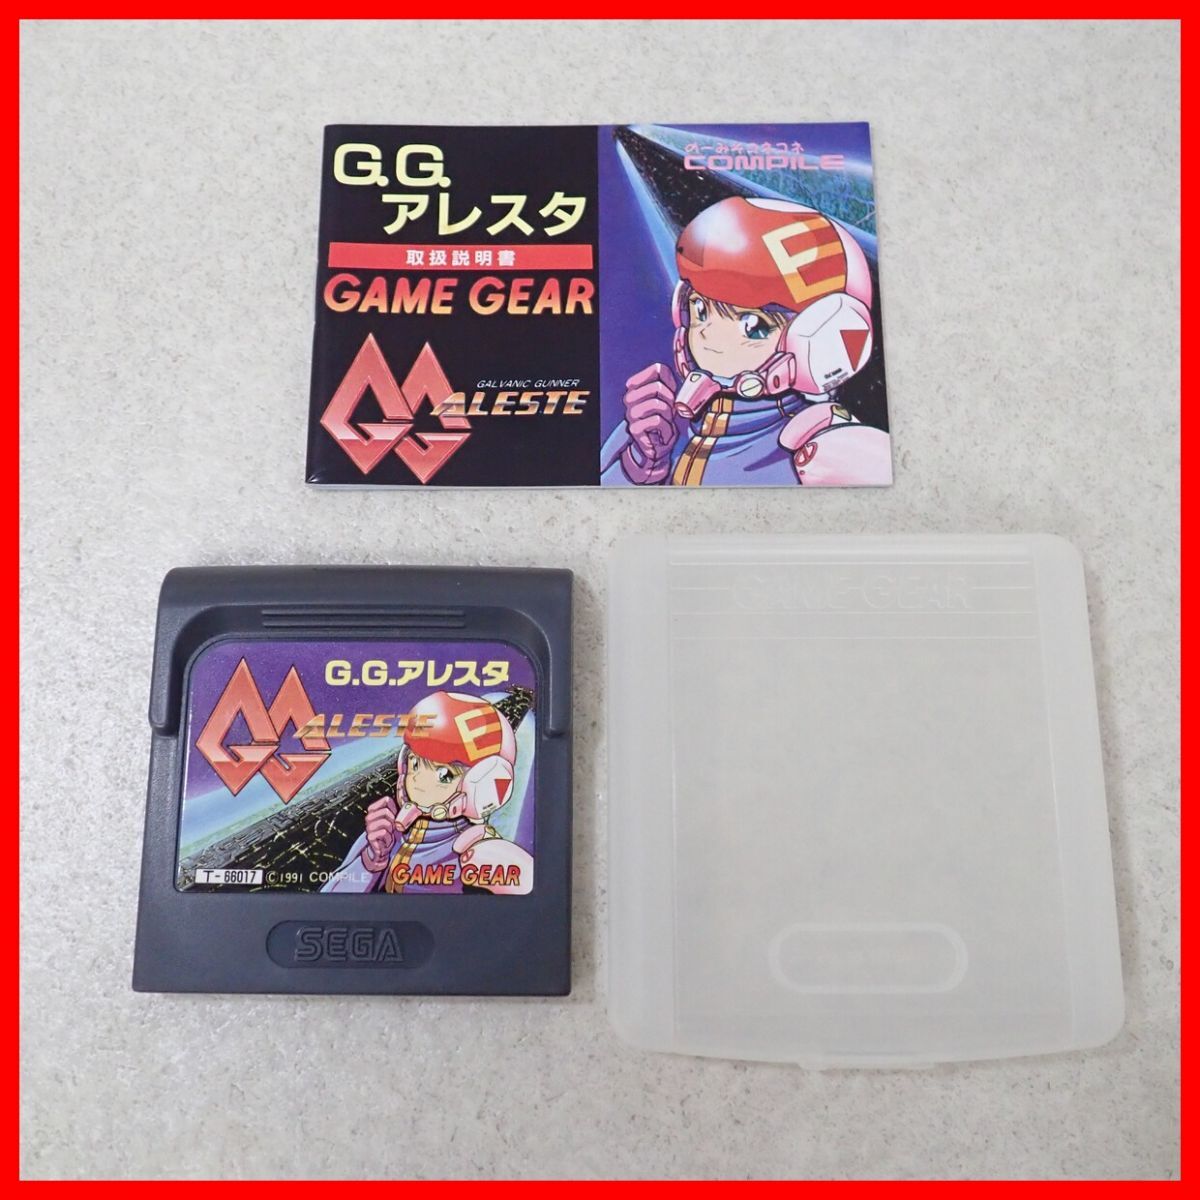 G.G.
アレスタ
取扱説明書
GAME GEAR
GALVANIC GUNNER
GG ALESTE
のーみそコネコネ
COMPILE
E
G.G.アレスタ
GG ALESTE
E
T-66017 ©1991 COMPILE
GAME GEAR
SEGA
GAME GEAR